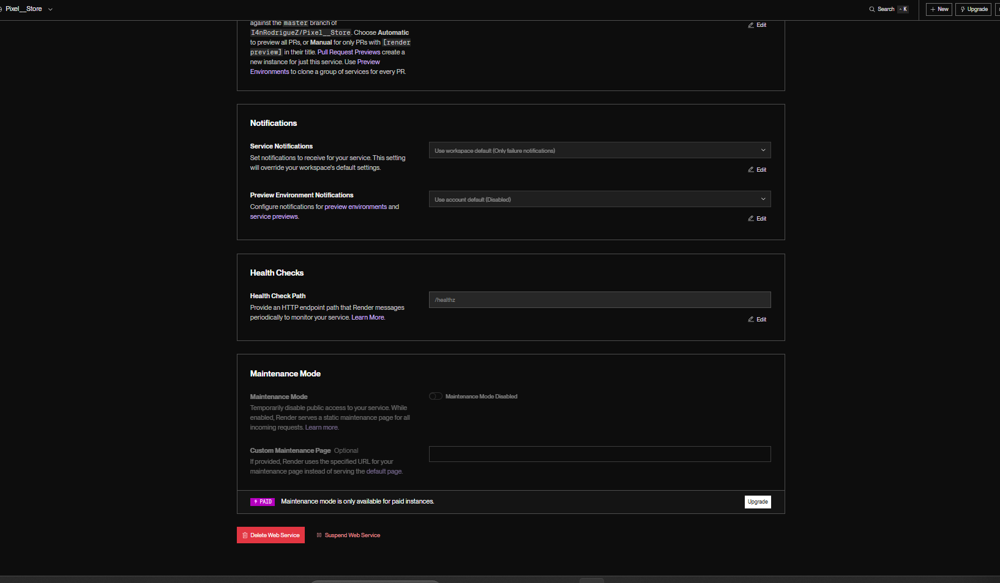 Pixel__Store
Search
K
New
Upgrade
against the master branch of
I4nRodrigueZ/Pixel__Store. Choose Automatic
to preview all PRs, or Manual for only PRs with [render
preview] in their title. Pull Request Previews create a
new instance for just this service. Use Preview
Environments to clone a group of services for every PR.
Edit
Notifications
Service Notifications
Set notifications to receive for your service. This setting
will override your workspace's default settings.
Use workspace default (Only failure notifications)
Edit
Preview Environment Notifications
Configure notifications for preview environments and
service previews.
Use account default (Disabled)
Edit
Health Checks
Health Check Path
Provide an HTTP endpoint path that Render messages
periodically to monitor your service. Learn More.
/healthz
Edit
Maintenance Mode
Maintenance Mode
Temporarily disable public access to your service. While
enabled, Render serves a static maintenance page for all
incoming requests. Learn more.
Maintenance Mode Disabled
Custom Maintenance Page Optional
If provided, Render uses the specified URL for your
maintenance page instead of serving the default page.
PAID Maintenance mode is only available for paid instances.
Upgrade
Delete Web Service
Suspend Web Service